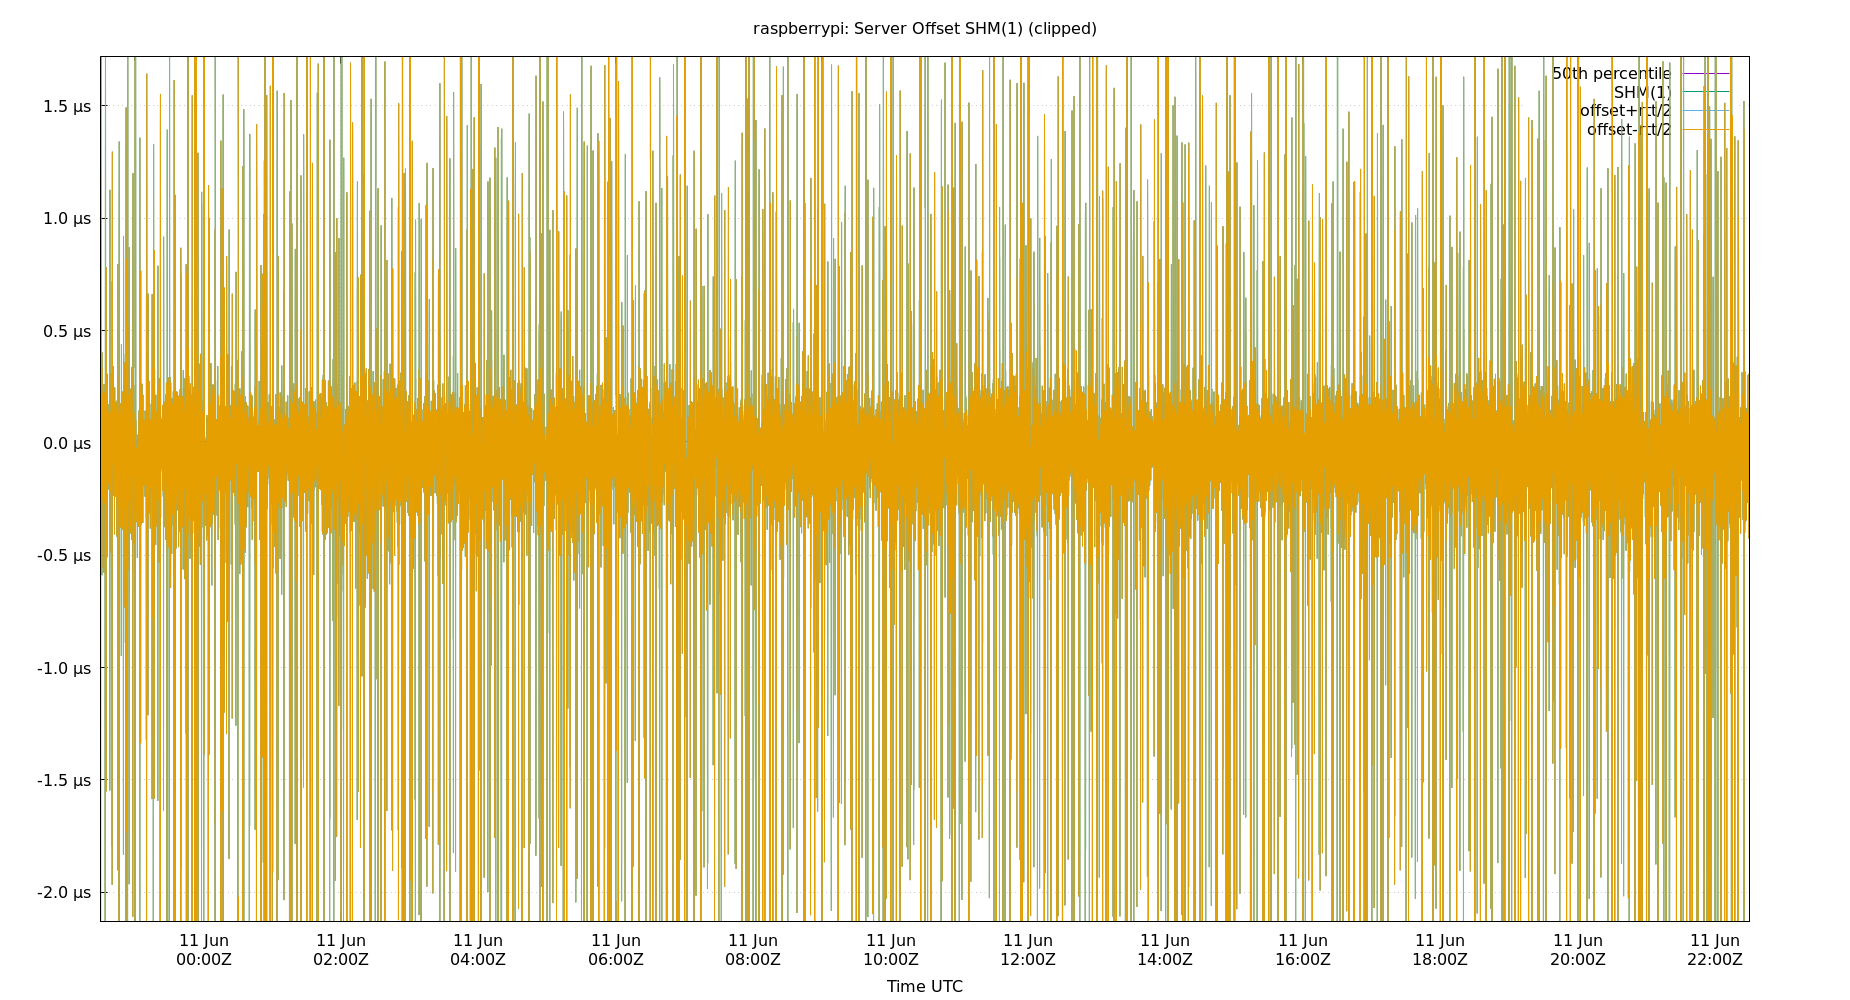 raspberrypi: Server Offset SHM(1) (clipped)
50th percentile
SHM(1)
offset+rtt/2
offset-rtt/2
1.5 µs
1.0 µs
0.5 µs
0.0 µs
-0.5 µs
-1.0 µs
-1.5 µs
-2.0 µs
11 Jun 11 Jun 11 Jun 11 Jun 11 Jun 11 Jun 11 Jun 11 Jun 11 Jun 11 Jun 11 Jun 11 Jun
00:00Z 02:00Z 04:00Z 06:00Z 08:00Z 10:00Z 12:00Z 14:00Z 16:00Z 18:00Z 20:00Z 22:00Z
Time UTC